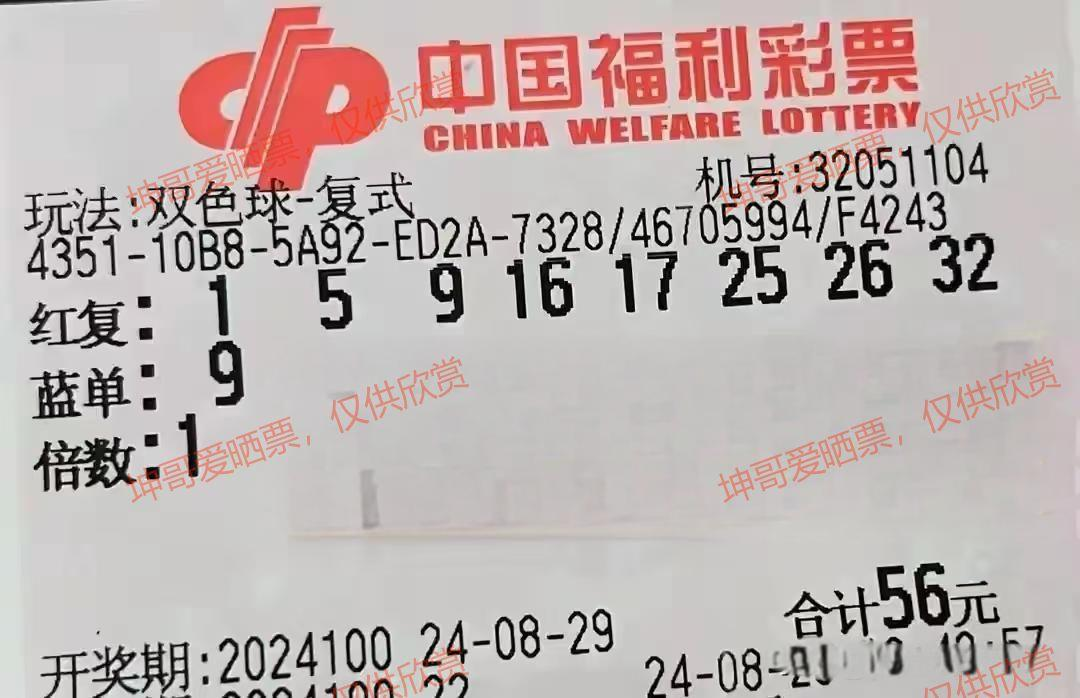 中国福利彩票
CHINA WELFARE LOTTERY
玩法:双色球-复式 机号:32051104
4351-10B8-5A92-ED2A-7328/46705994/F4243
红复: 1 5 9 16 17 25 26 32
蓝单: 9
倍数:1
合计56元
开奖期:2024100 24-08-29
24-08-
坤哥爱晒票，仅供欣赏
坤哥爱晒票，仅供欣赏
坤哥爱晒票，仅供欣赏
坤哥爱晒票，仅供欣赏